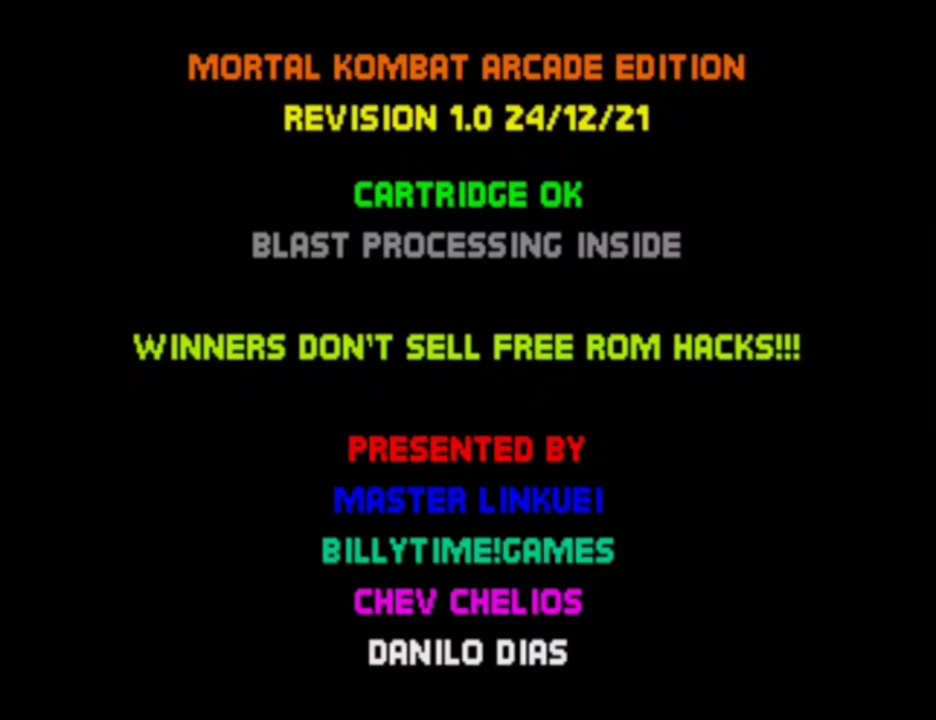 MORTAL KOMBAT ARCADE EDITION
REVISION 1.0 24/12/21
CARTRIDGE OK
BLAST PROCESSING INSIDE
WINNERS DON'T SELL FREE ROM HACKS!!!
PRESENTED BY
MASTER LINKUEI
BILLYTIME!GAMES
CHEV CHELIOS
DANILO DIAS